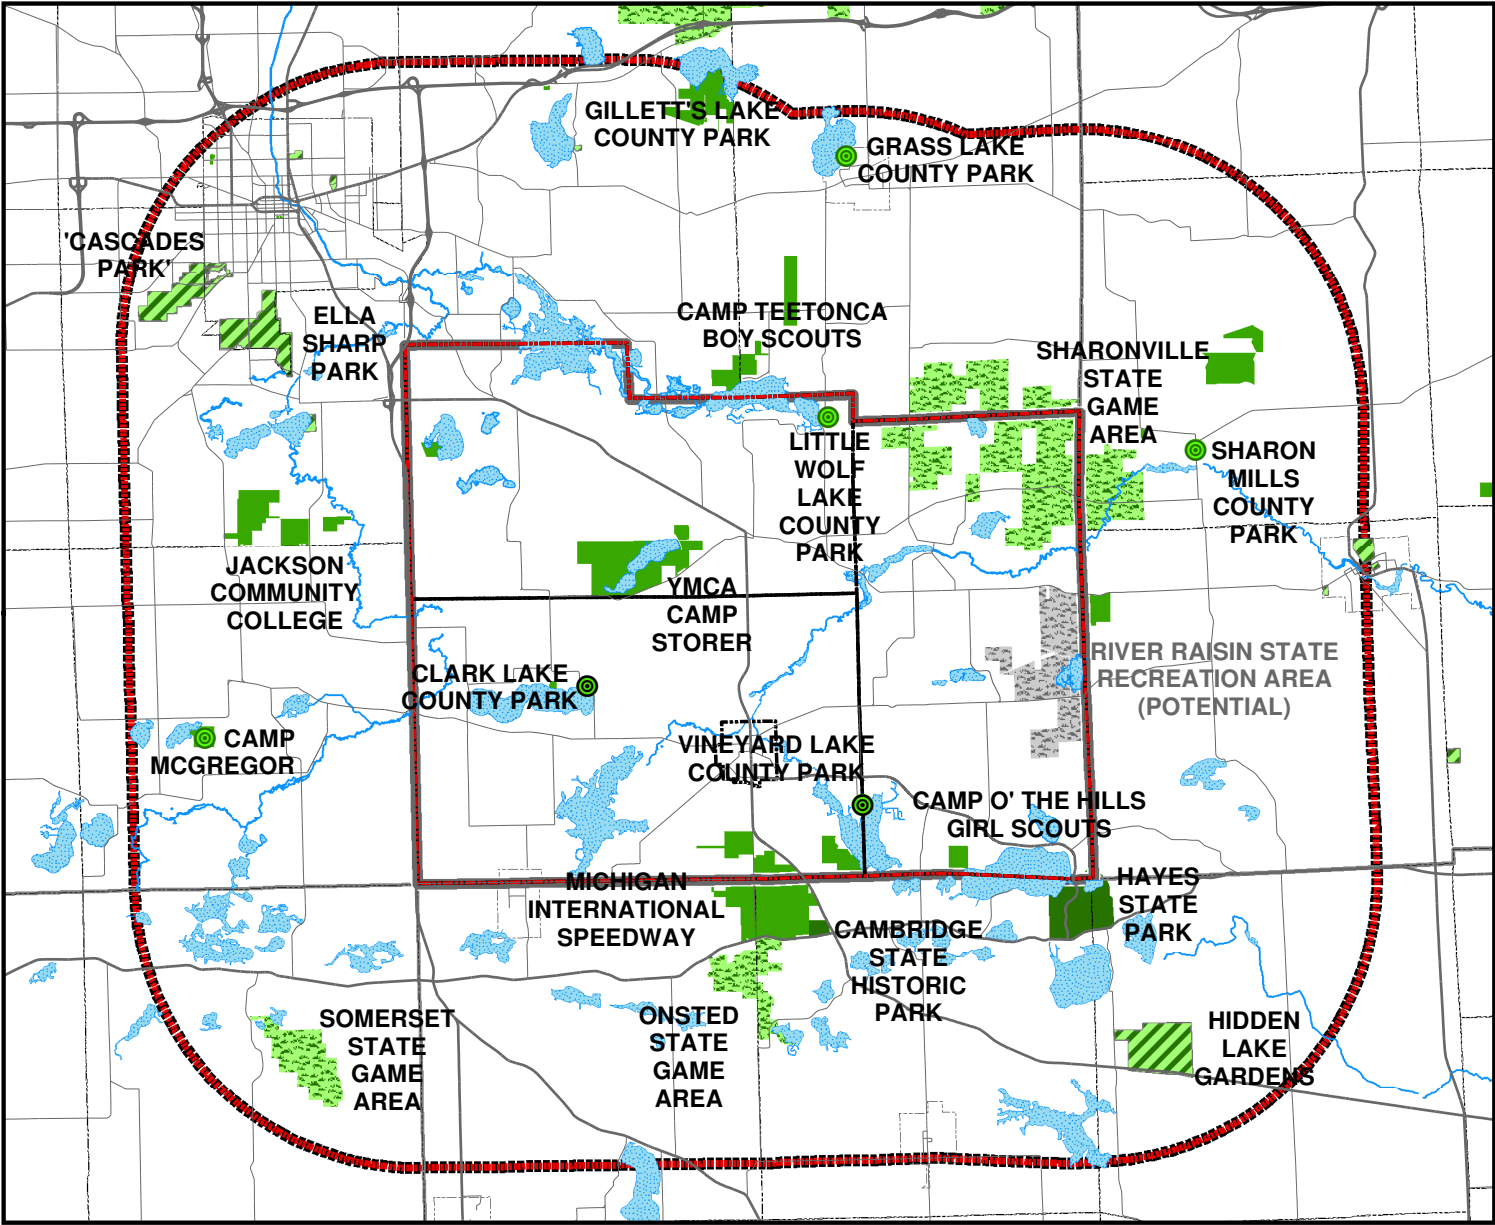 GILLETT'S LAKE
COUNTY PARK
GRASS LAKE
COUNTY PARK
'CASCADES
PARK'
ELLA
SHARP
PARK
CAMP TEETONCA
BOY SCOUTS
SHARONVILLE
STATE
GAME
AREA
LITTLE
WOLF
LAKE
COUNTY
PARK
SHARON
MILLS
COUNTY
PARK
JACKSON
COMMUNITY
COLLEGE
YMCA
CAMP
STORER
RIVER RAISIN STATE
RECREATION AREA
(POTENTIAL)
CLARK LAKE
COUNTY PARK
CAMP
MCGREGOR
VINEYARD LAKE
COUNTY PARK
CAMP O' THE HILLS
GIRL SCOUTS
MICHIGAN
INTERNATIONAL
SPEEDWAY
HAYES
STATE
PARK
CAMBRIDGE
STATE
HISTORIC
PARK
SOMERSET
STATE
GAME
AREA
ONSTED
STATE
GAME
AREA
HIDDEN
LAKE
GARDENS